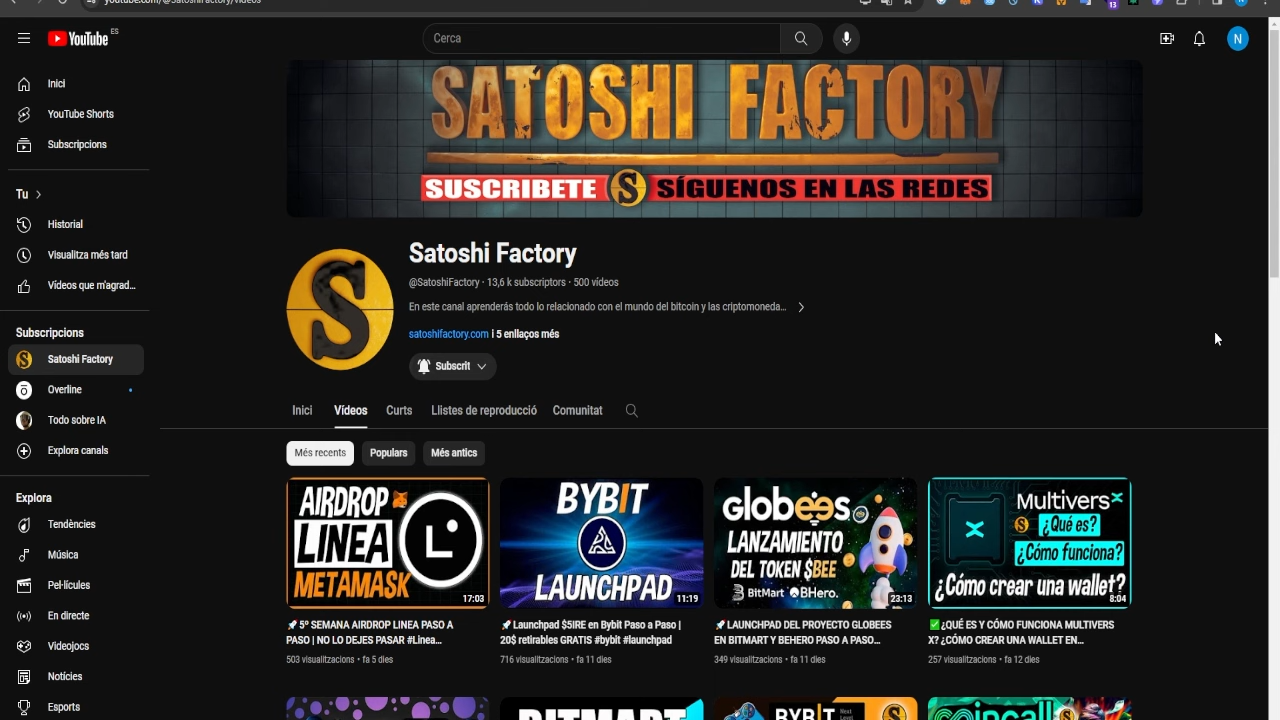 youtube.com/@SatoshiFactory/videos
13
YouTube
ES
Cerca
N
Inici
YouTube Shorts
Subscripcions
Tu
Historial
Visualitza més tard
Vídeos que m'agrad...
Subscripcions
Satoshi Factory
Overline
Todo sobre IA
Explora canals
Explora
Tendències
Música
Pel·lícules
En directe
Videojocs
Notícies
Esports
SATOSHI FACTORY
SUSCRIBETE S SÍGUENOS EN LAS REDES
S
Satoshi Factory
@SatoshiFactory · 13,6 k subscriptors · 500 vídeos
En este canal aprenderás todo lo relacionado con el mundo del bitcoin y las criptomoneda...
satoshifactory.com i 5 enllaços més
Subscrit
Inici
Vídeos
Curts
Llistes de reproducció
Comunitat
Més recents
Populars
Més antics
AIRDROP
LINEA
METAMASK
L
17:03
🚀 5º SEMANA AIRDROP LINEA PASO A
PASO | NO LO DEJES PASAR #Linea...
503 visualitzacions · fa 5 dies
BYBIT
LAUNCHPAD
11:19
🚀 Launchpad $5IRE en Bybit Paso a Paso |
20$ retirables GRATIS #bybit #launchpad
716 visualitzacions · fa 11 dies
Globees
LANZAMIENTO
DEL TOKEN $BEE
BitMart BHero.
23:13
🚀 LAUNCHPAD DEL PROYECTO GLOBEES
EN BITMART Y BEHERO PASO A PASO...
349 visualitzacions · fa 11 dies
MultiversX
¿Qué es?
¿Cómo funciona?
¿Cómo crear una wallet?
8:04
✅ ¿QUÉ ES Y CÓMO FUNCIONA MULTIVERS
X? ¿CÓMO CREAR UNA WALLET EN...
257 visualitzacions · fa 12 dies
BITMART
BYBIT
Next
Level
coincall